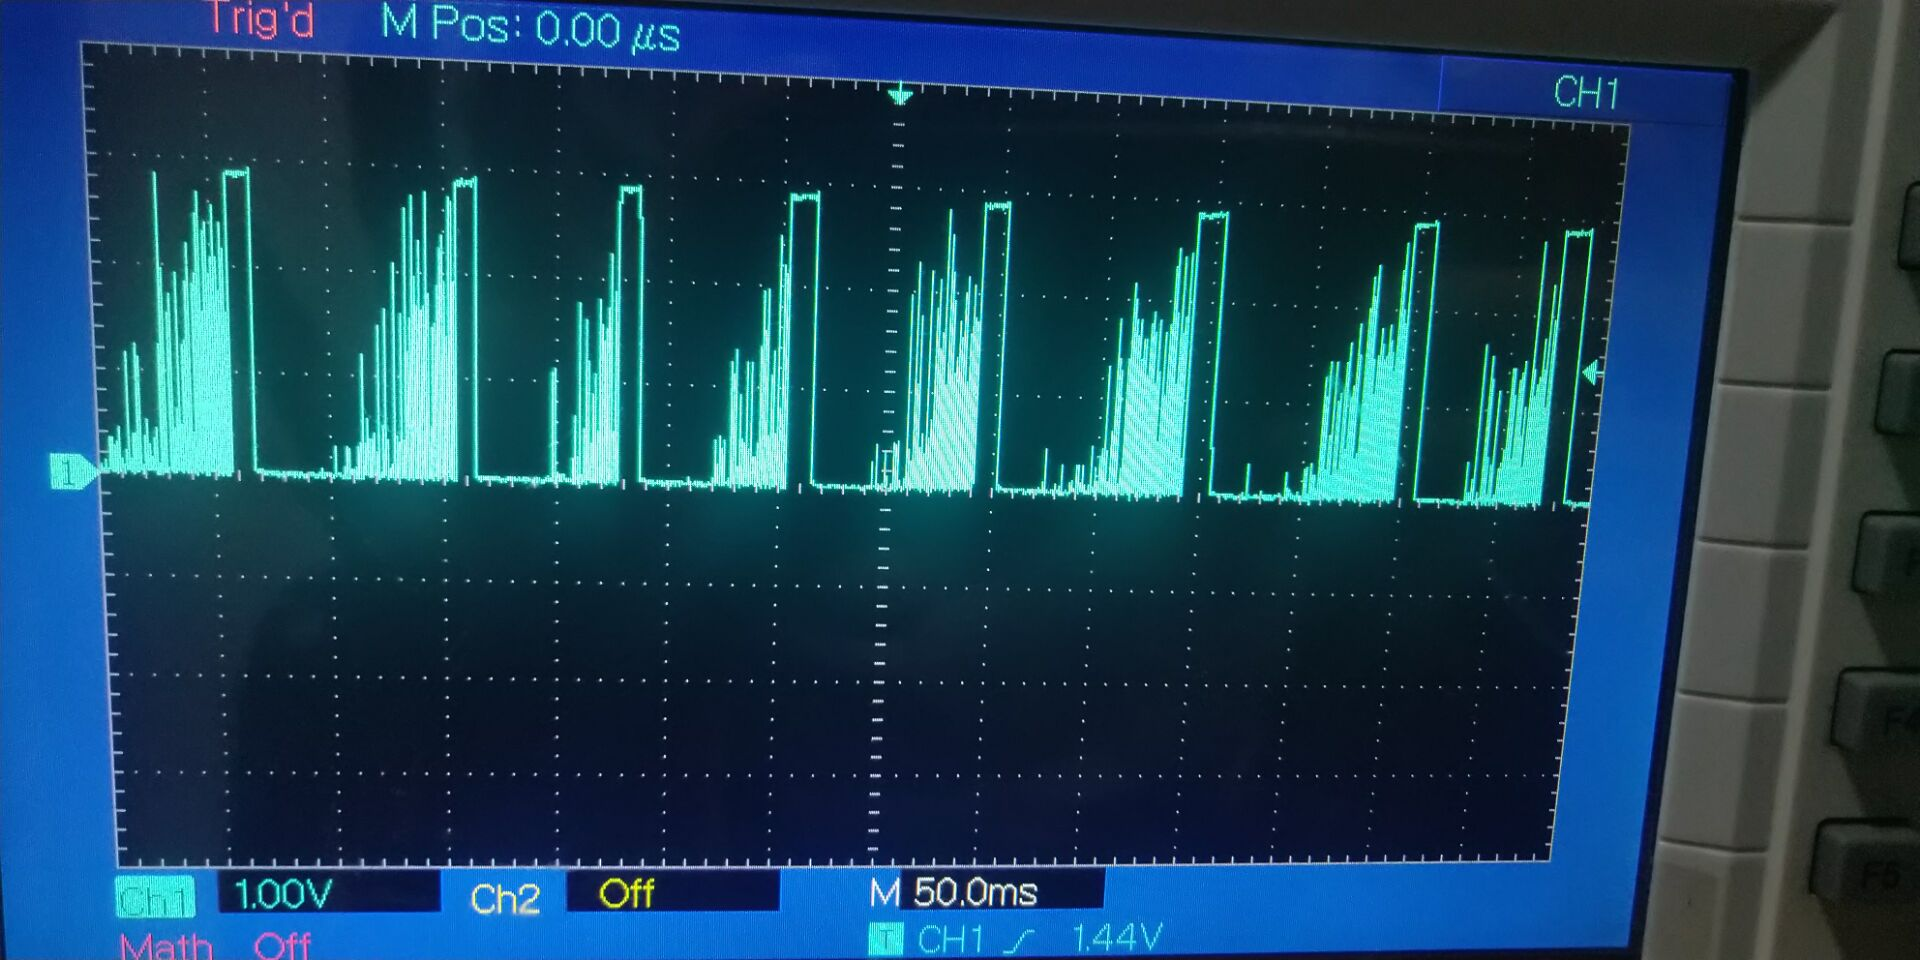 Trig'd M Pos: 0.00 μs
CH1
1
Ch1 1.00V Ch2 Off M 50.0ms
T CH1 1.44V
Math Off
F5